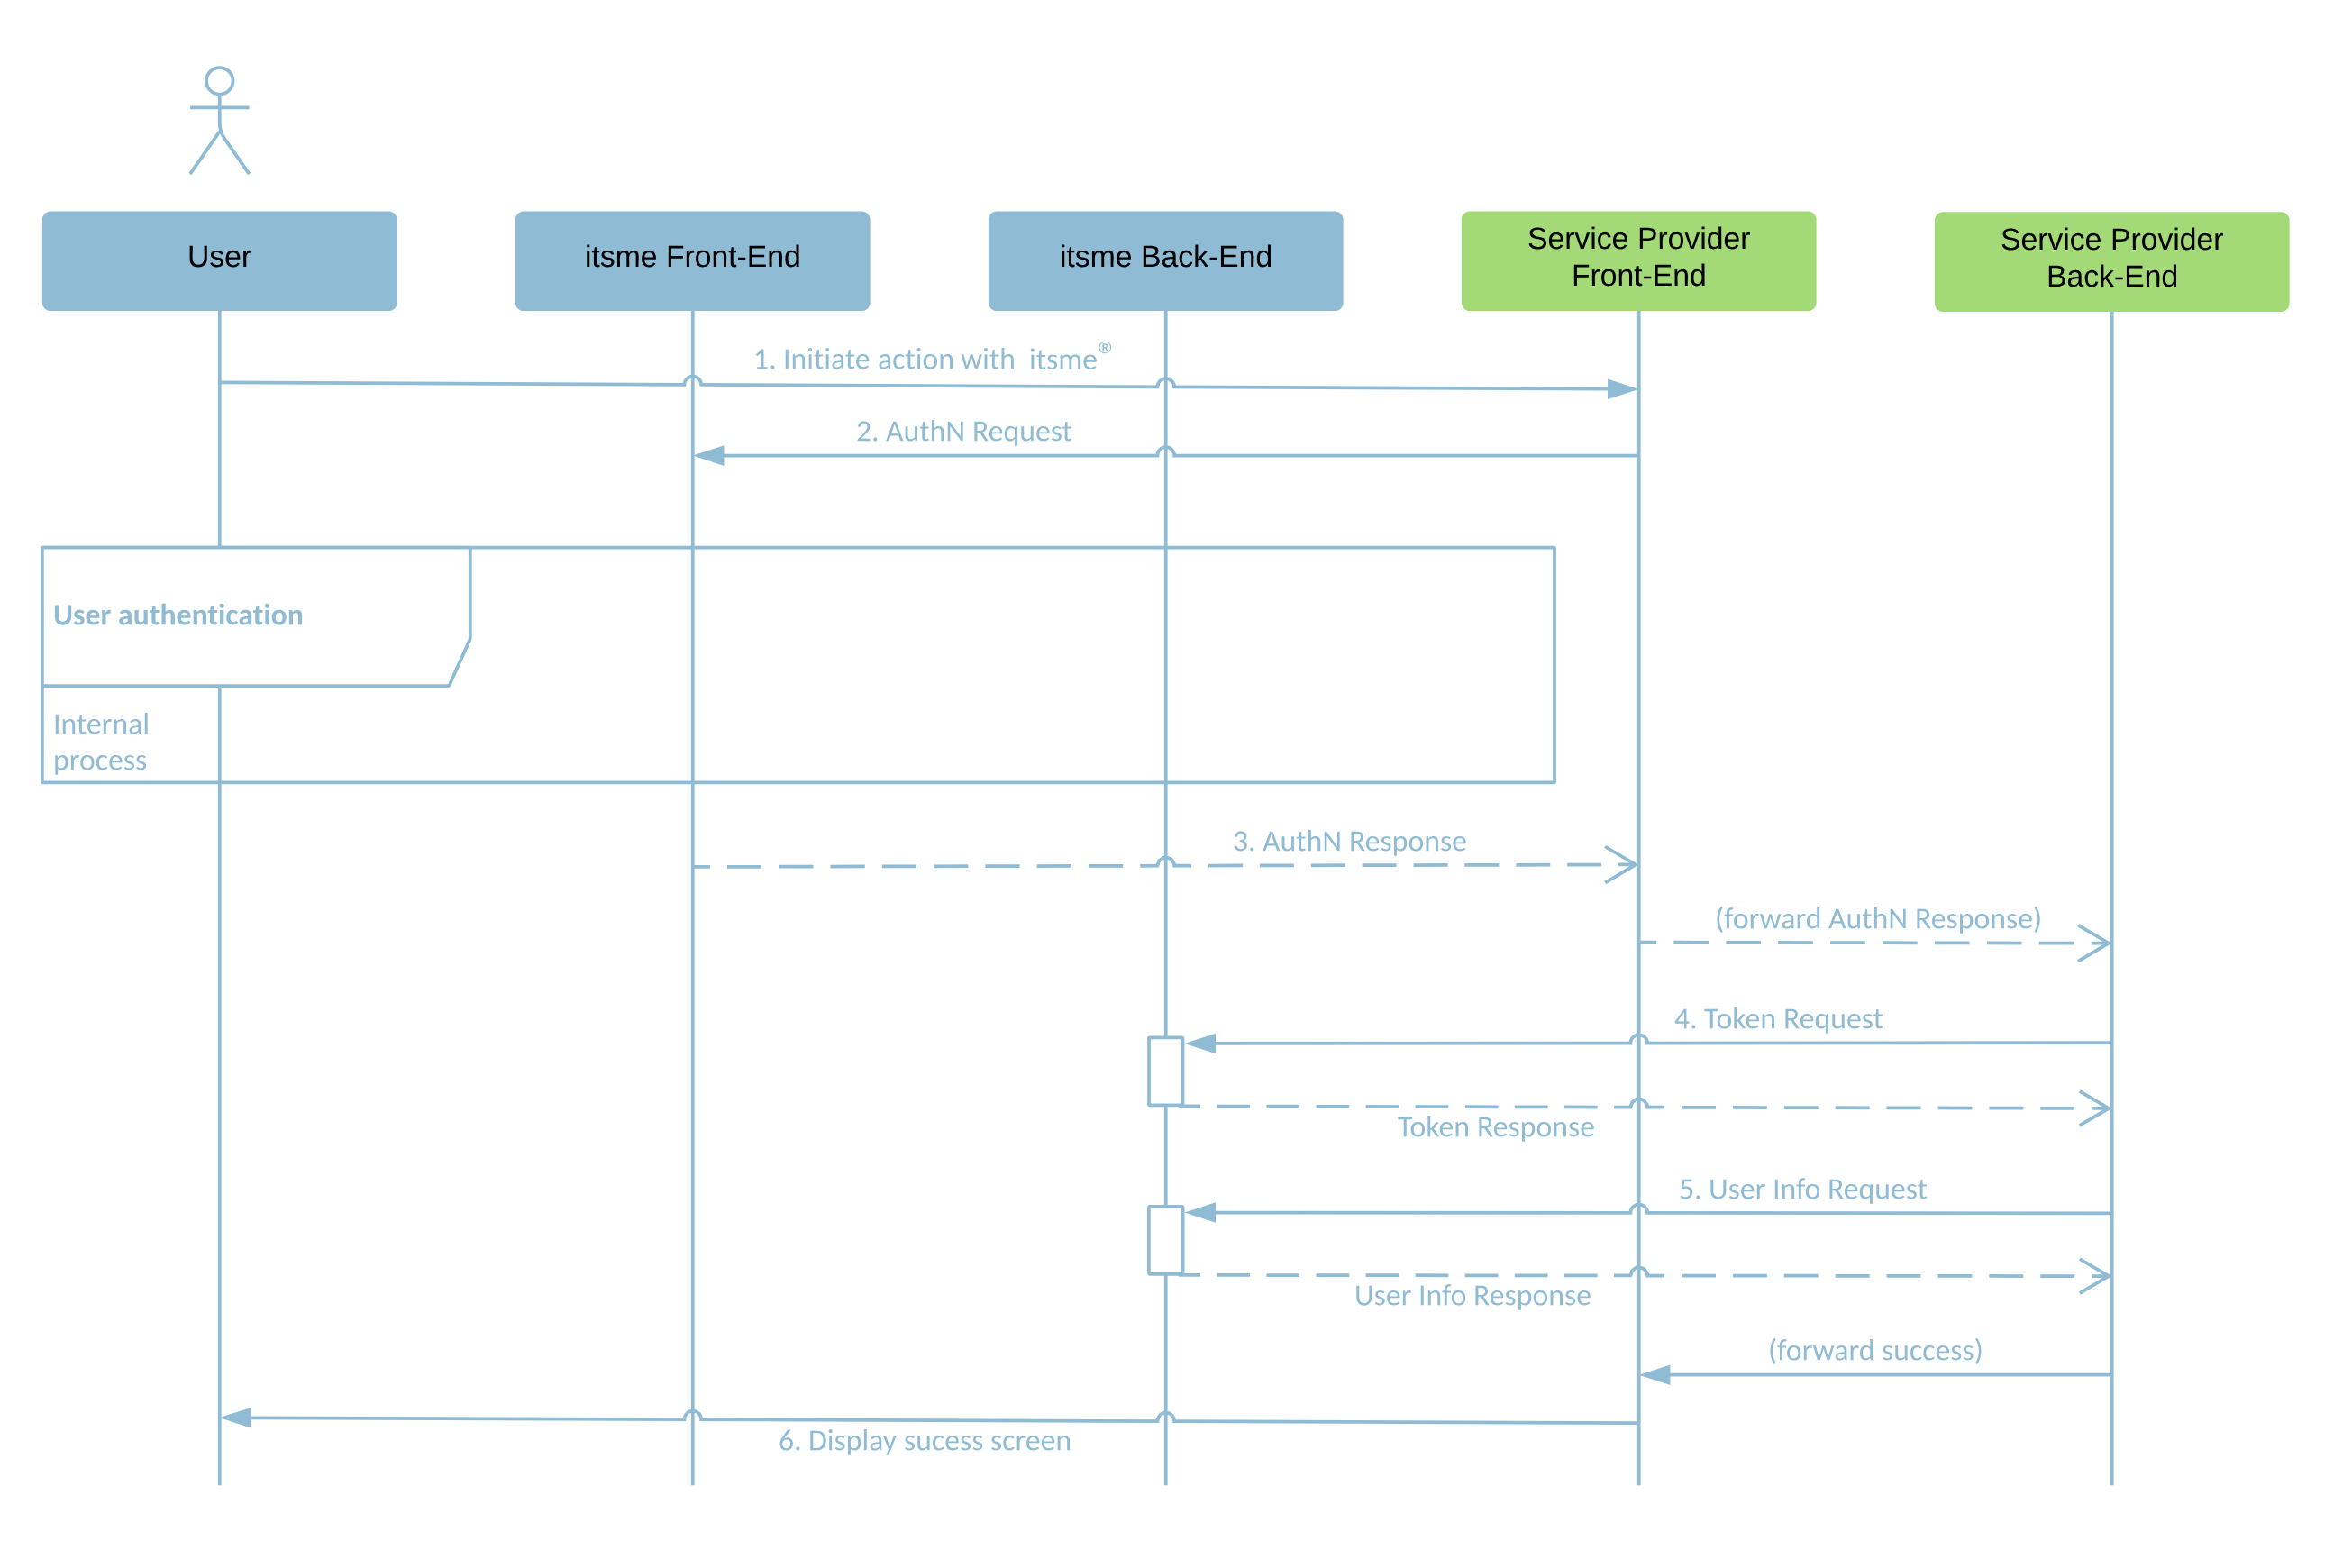 User
itsme Front-End
itsme Back-End
Service Provider
Front-End
Service Provider
Back-End
1. Initiate action with itsme®
2. AuthN Request
User authentication
Internal
process
3. AuthN Response
(forward AuthN Response)
4. Token Request
Token Response
5. User Info Request
User Info Response
(forward success)
6. Display sucess screen